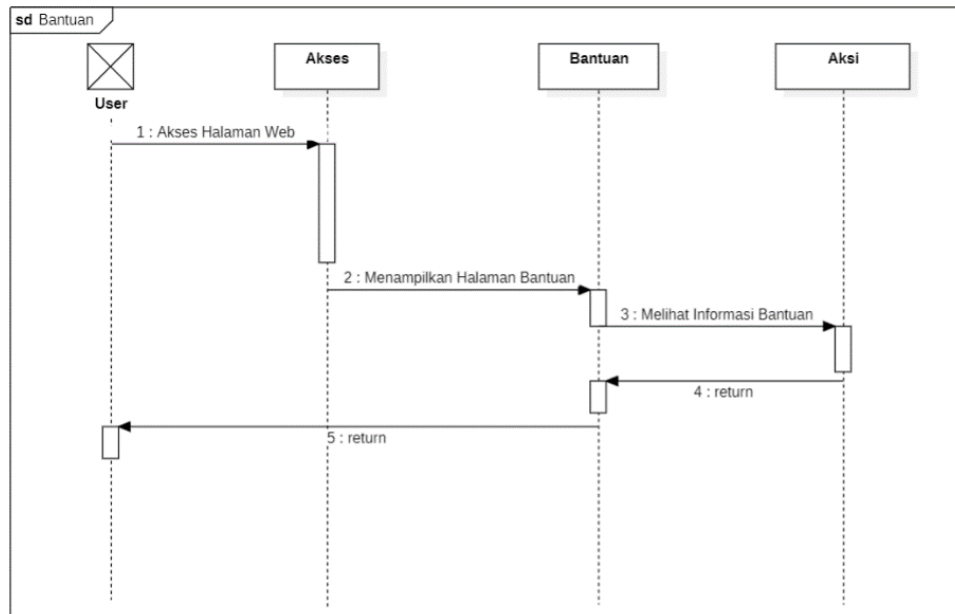 sd Bantuan
Akses
Bantuan
Aksi
User
1 : Akses Halaman Web
2 : Menampilkan Halaman Bantuan
3 : Melihat Informasi Bantuan
4 : return
5 : return